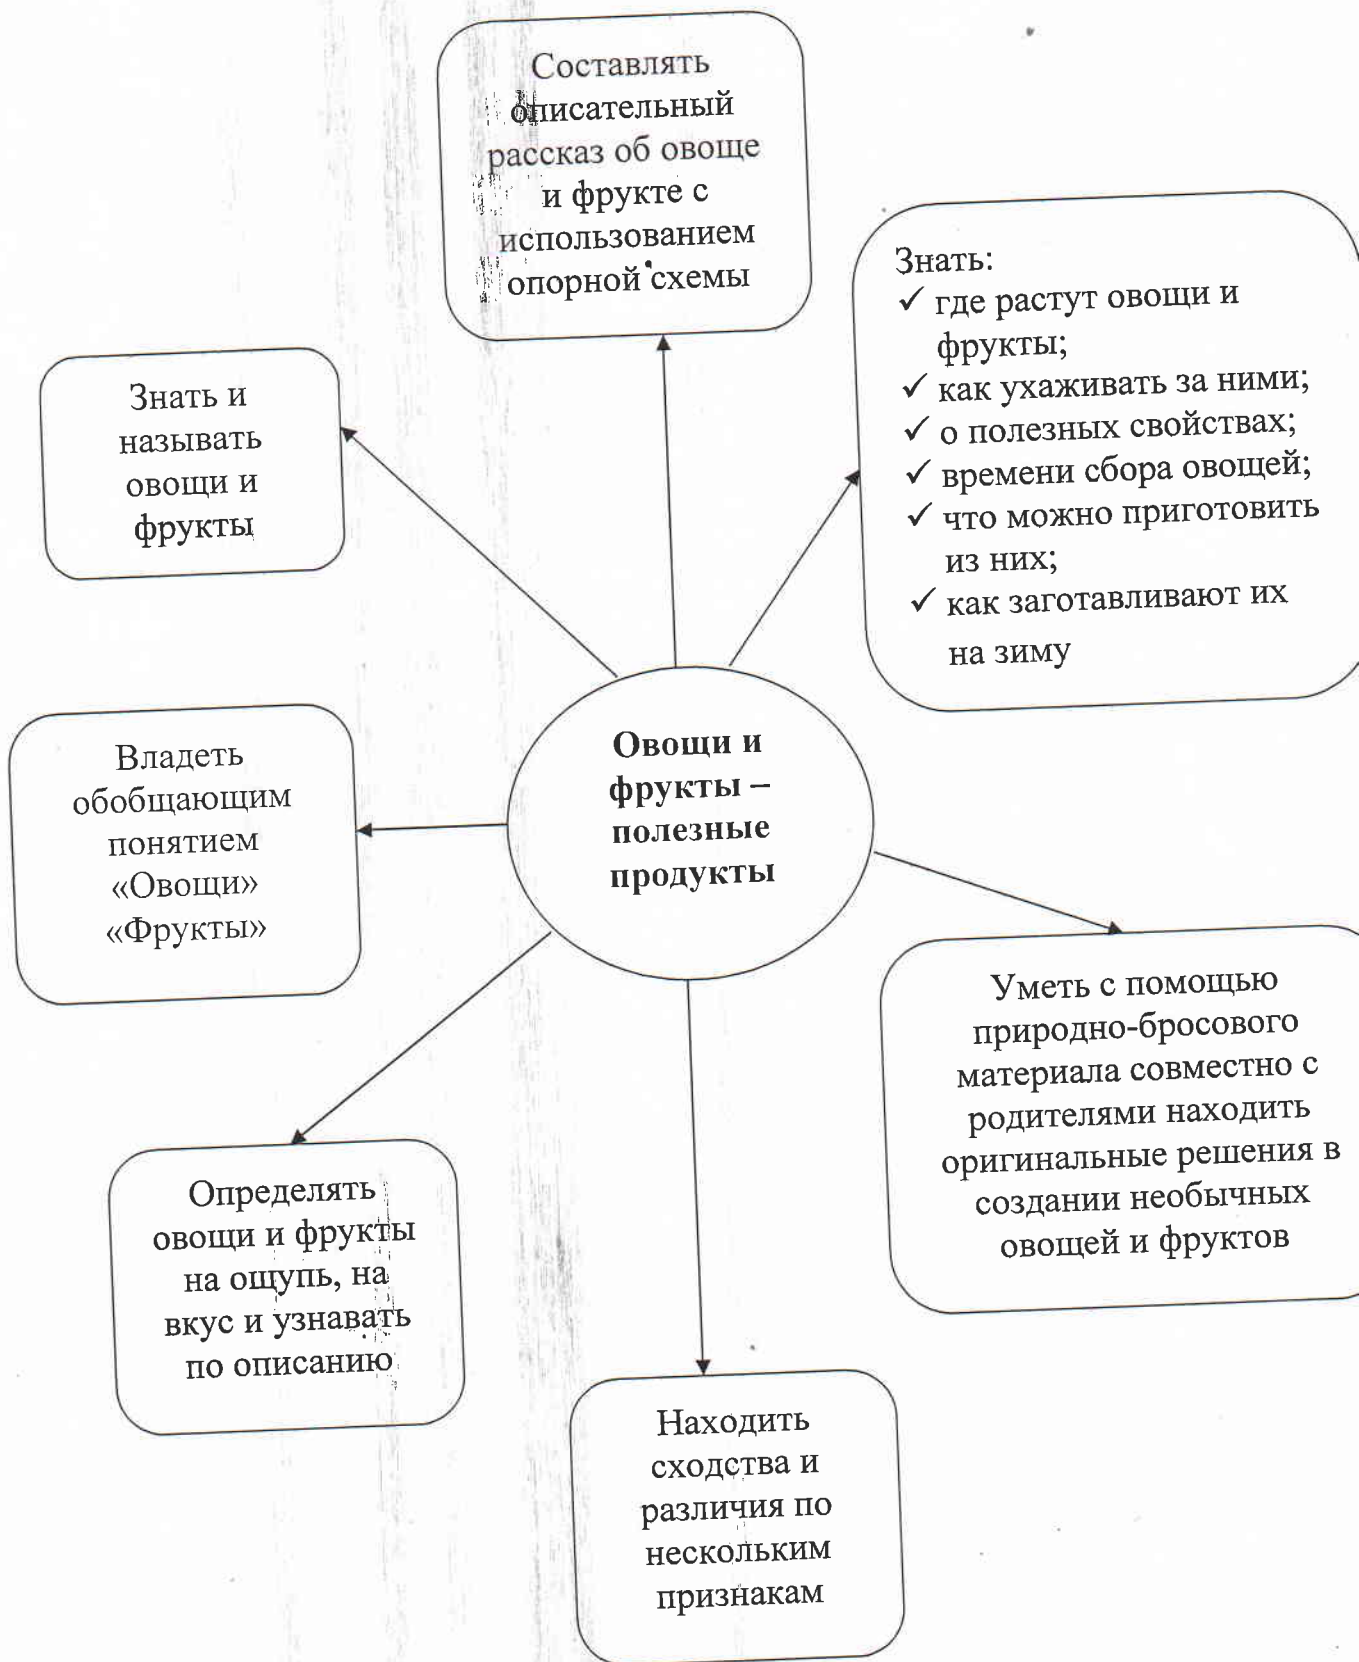 Составлять
описательный
рассказ об овоще
и фрукте с
использованием
опорной схемы
Знать:
✓ где растут овощи и
фрукты;
✓ как ухаживать за ними;
✓ о полезных свойствах;
✓ времени сбора овощей;
✓ что можно приготовить
из них;
✓ как заготавливают их
на зиму
Знать и
называть
овощи и
фрукты
Овощи и
фрукты –
полезные
продукты
Владеть
обобщающим
понятием
«Овощи»
«Фрукты»
Уметь с помощью
природно-бросового
материала совместно с
родителями находить
оригинальные решения в
создании необычных
овощей и фруктов
Определять
овощи и фрукты
на ощупь, на
вкус и узнавать
по описанию
Находить
сходства и
различия по
нескольким
признакам